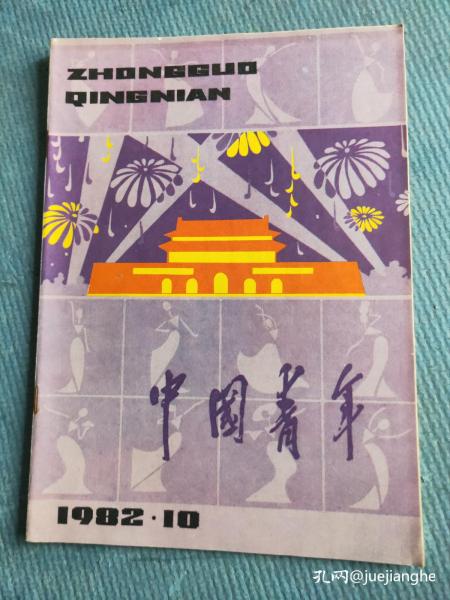 ZHONGGUO
QINGNIAN
中国青年
1982·10
孔网@juejianghe